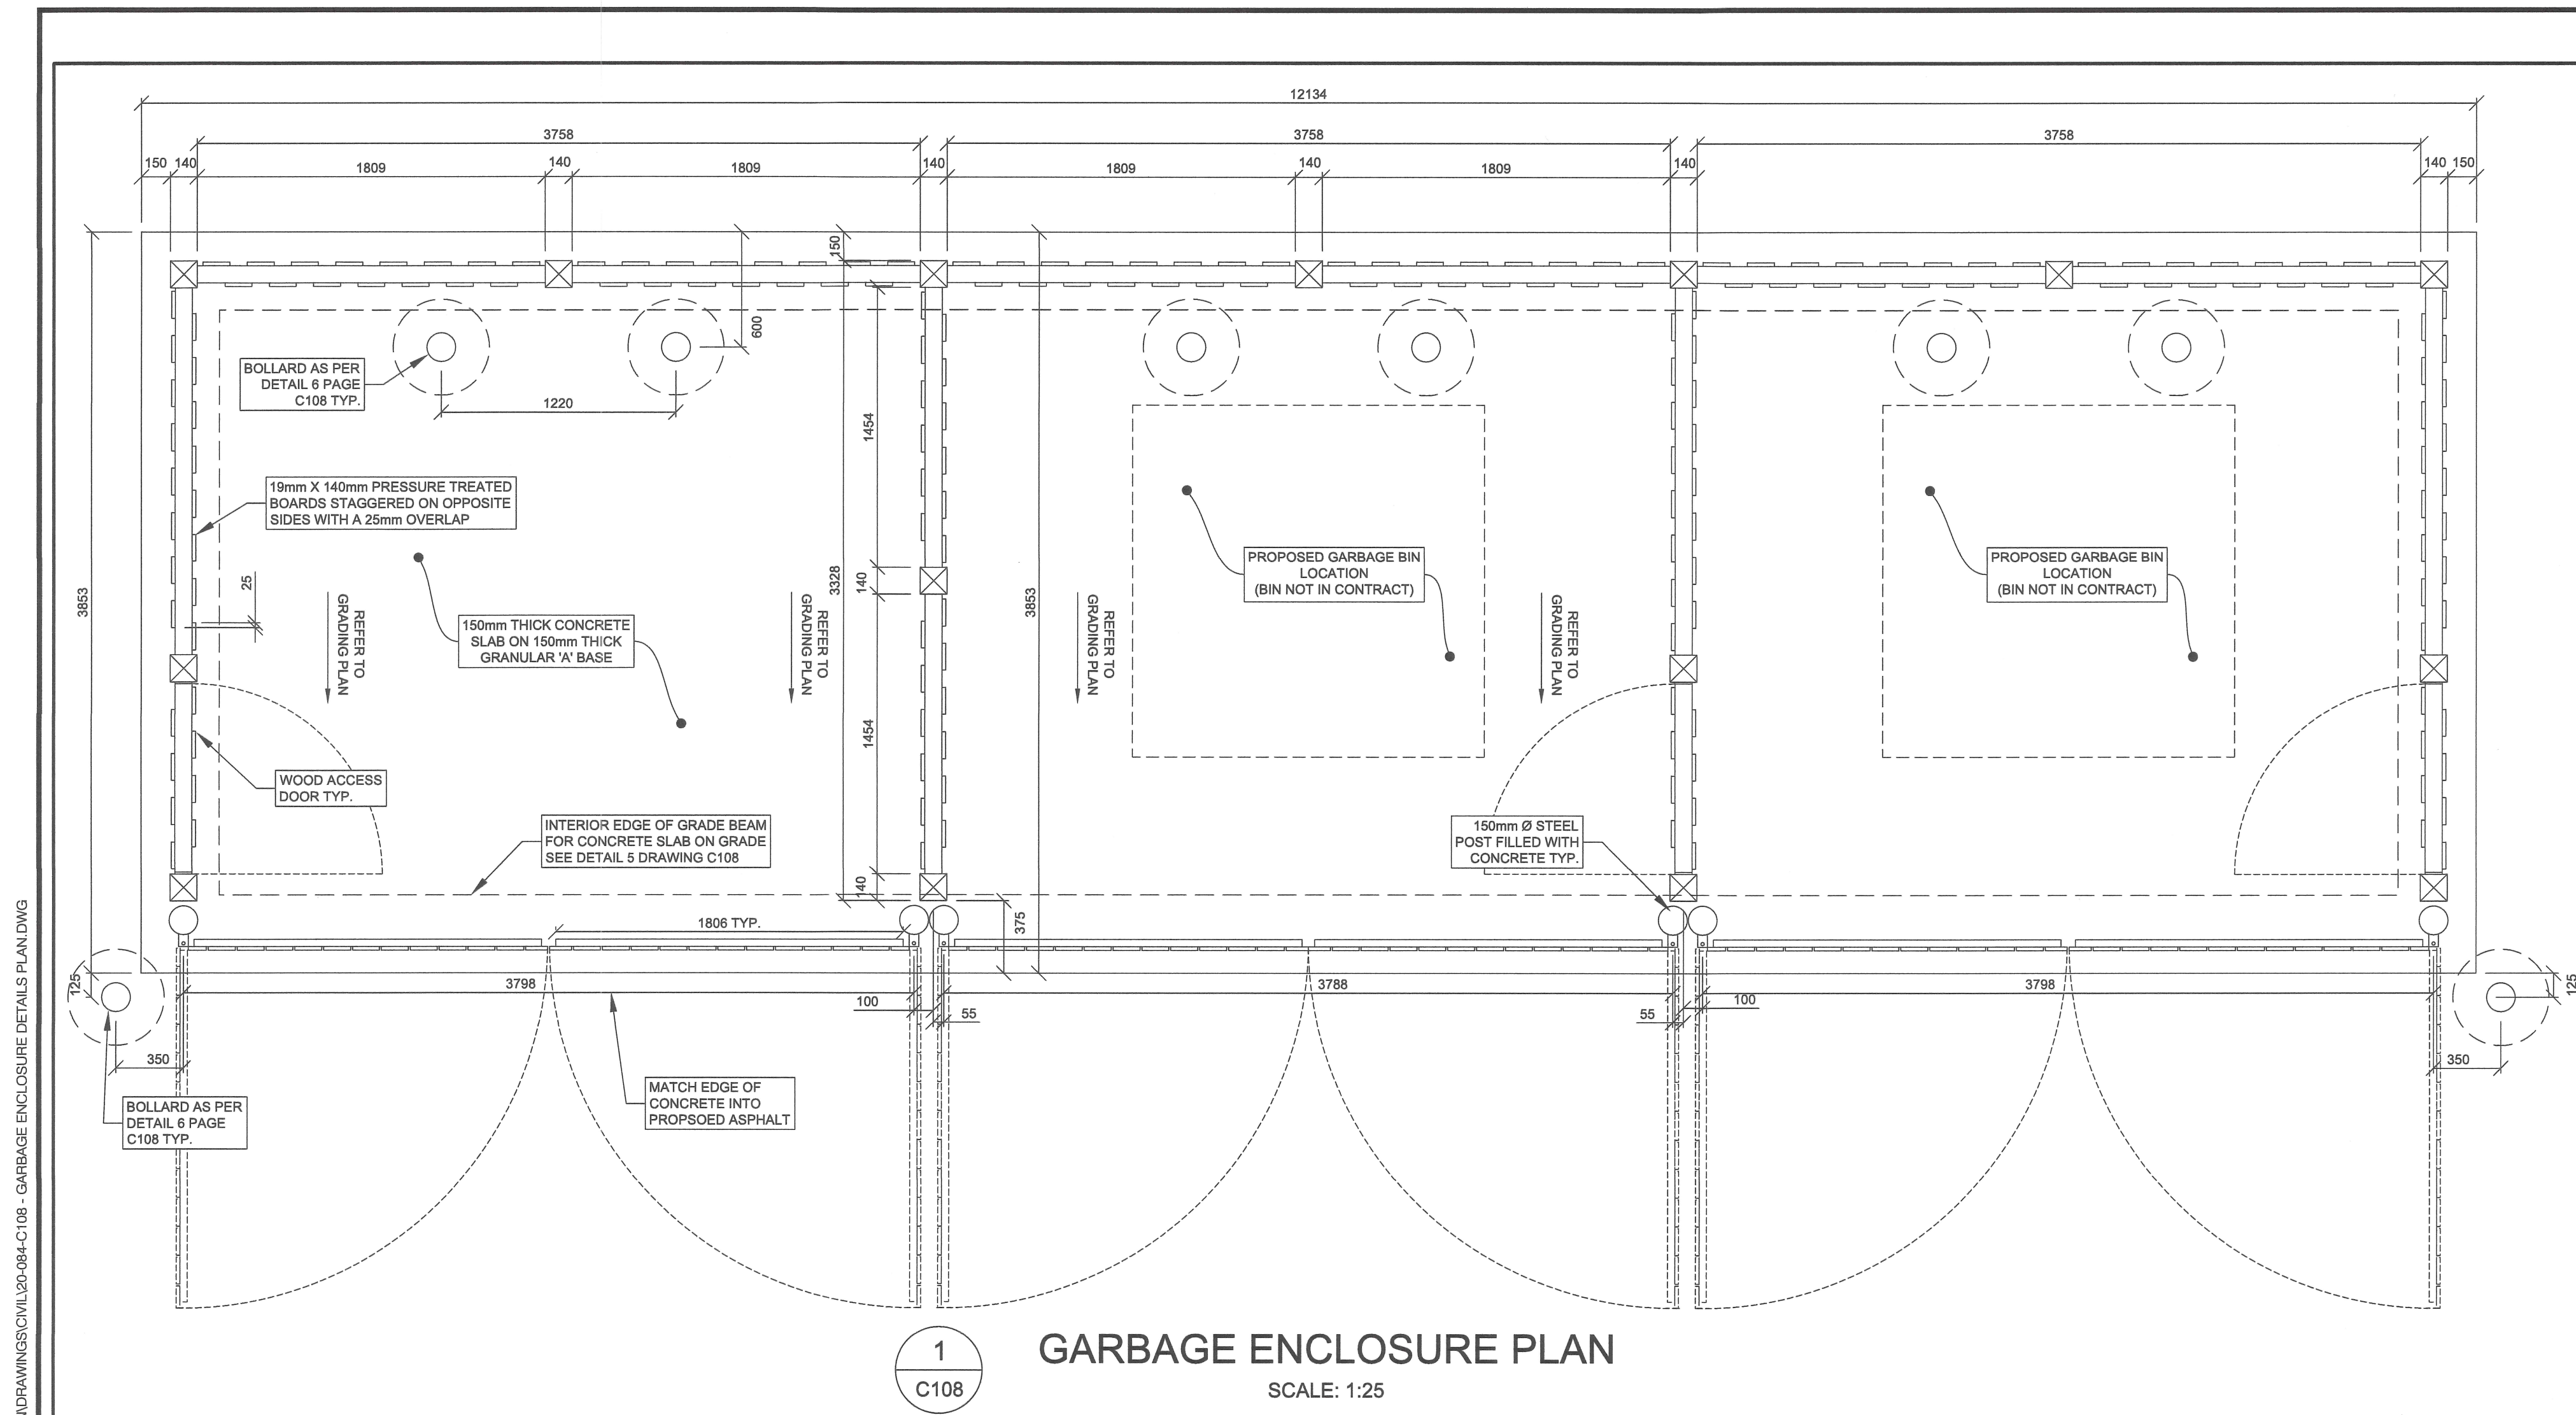 12134
3758
3758
3758
150
140
1809
140
1809
140
1809
140
1809
140
140
150
150
600
BOLLARD AS PER
DETAIL 6 PAGE
C108 TYP.
1220
1454
19mm X 140mm PRESSURE TREATED
BOARDS STAGGERED ON OPPOSITE
SIDES WITH A 25mm OVERLAP
PROPOSED GARBAGE BIN
LOCATION
(BIN NOT IN CONTRACT)
PROPOSED GARBAGE BIN
LOCATION
(BIN NOT IN CONTRACT)
3853
25
3328
140
3853
REFER TO
GRADING PLAN
150mm THICK CONCRETE
SLAB ON 150mm THICK
GRANULAR 'A' BASE
REFER TO
GRADING PLAN
REFER TO
GRADING PLAN
REFER TO
GRADING PLAN
1454
WOOD ACCESS
DOOR TYP.
INTERIOR EDGE OF GRADE BEAM
FOR CONCRETE SLAB ON GRADE
SEE DETAIL 5 DRAWING C108
150mm Ø STEEL
POST FILLED WITH
CONCRETE TYP.
140
1806 TYP.
375
125
3798
3788
3798
125
100
55
55
100
350
350
MATCH EDGE OF
CONCRETE INTO
PROPSOED ASPHALT
BOLLARD AS PER
DETAIL 6 PAGE
C108 TYP.
1
C108
GARBAGE ENCLOSURE PLAN
SCALE: 1:25
\DRAWINGS\CIVIL\20-084-C108 - GARBAGE ENCLOSURE DETAILS PLAN.DWG